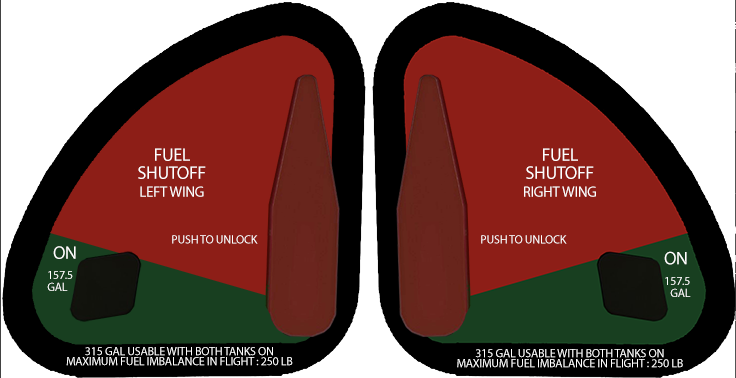 FUEL
SHUTOFF
LEFT WING
PUSH TO UNLOCK
ON
157.5
GAL
315 GAL USABLE WITH BOTH TANKS ON
MAXIMUM FUEL IMBALANCE IN FLIGHT : 250 LB
FUEL
SHUTOFF
RIGHT WING
PUSH TO UNLOCK
ON
157.5
GAL
315 GAL USABLE WITH BOTH TANKS ON
MAXIMUM FUEL IMBALANCE IN FLIGHT : 250 LB